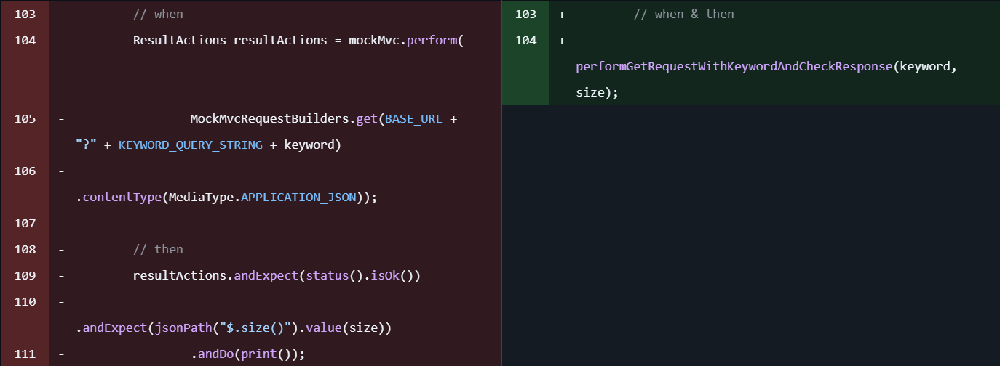 103 - // when
104 - ResultActions resultActions = mockMvc.perform(
105 - MockMvcRequestBuilders.get(BASE_URL +
"?" + KEYWORD_QUERY_STRING + keyword)
106 -
.contentType(MediaType.APPLICATION_JSON));
107 -
108 - // then
109 - resultActions.andExpect(status().isOk())
110 -
.andExpect(jsonPath("$.size()").value(size))
111 - .andDo(print());
103 + // when & then
104 +
performGetRequestWithKeywordAndCheckResponse(keyword,
size);